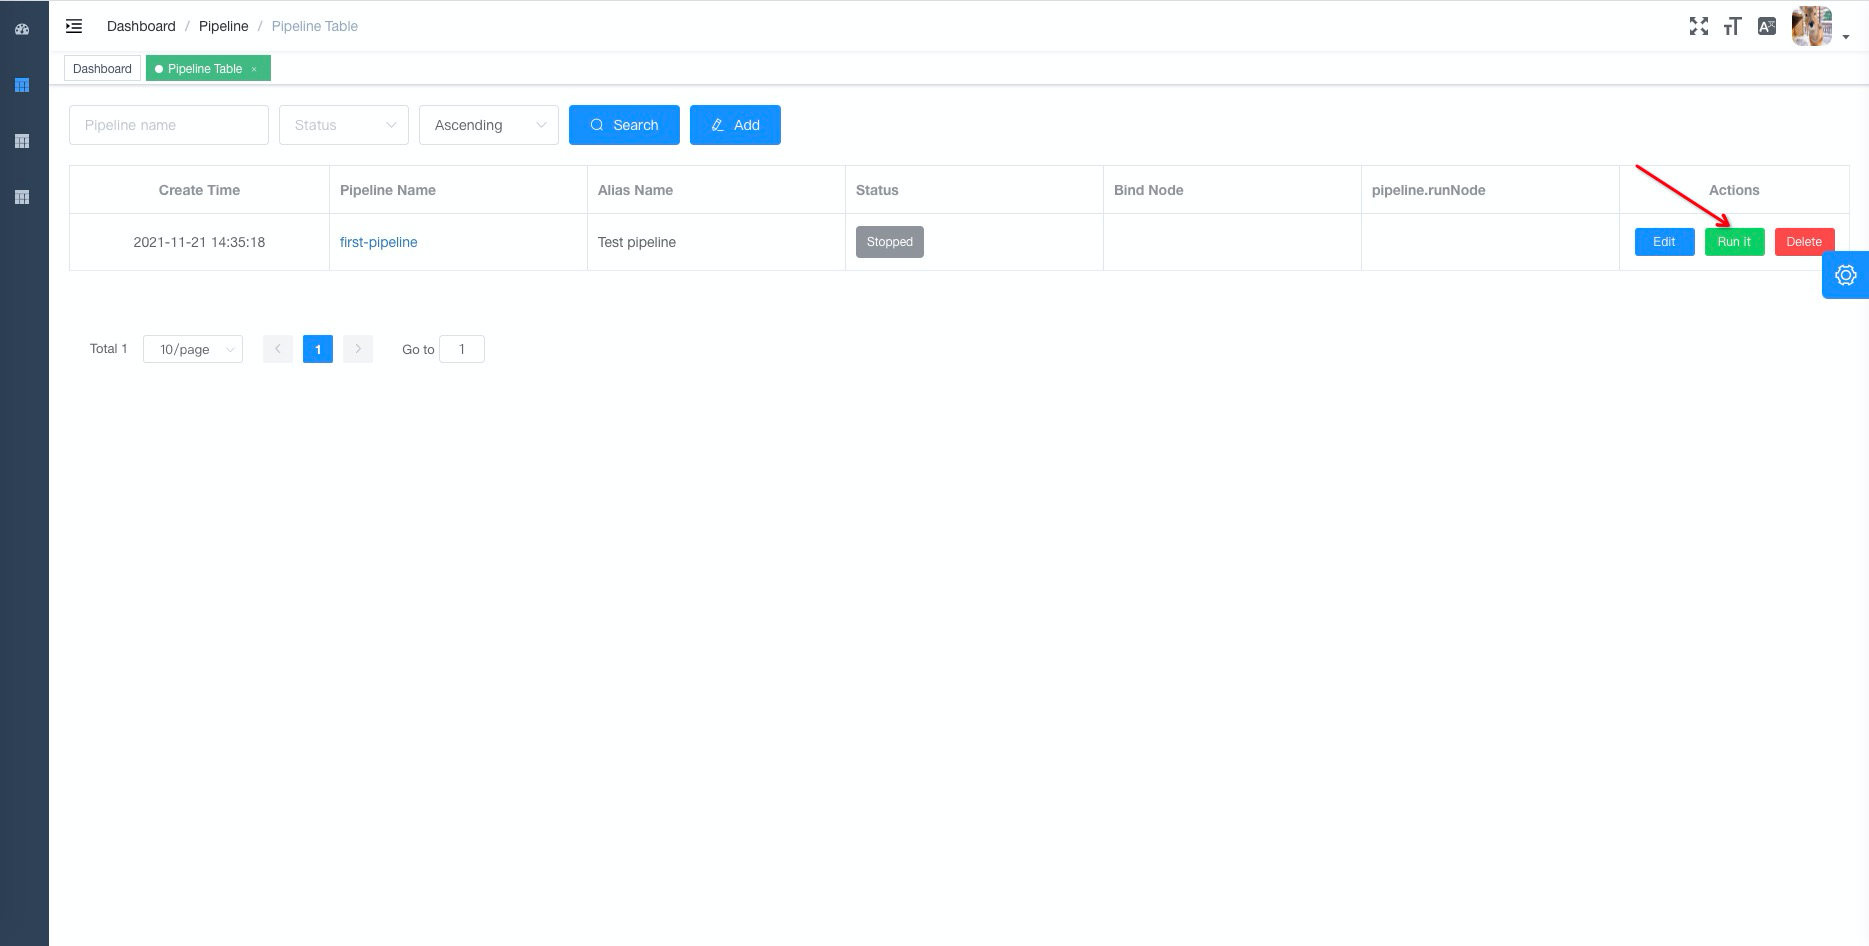 Dashboard / Pipeline / Pipeline Table
Dashboard Pipeline Table ×
Pipeline name Status Ascending Search Add
Create Time Pipeline Name Alias Name Status Bind Node pipeline.runNode Actions
2021-11-21 14:35:18 first-pipeline Test pipeline Stopped Edit Run it Delete
Total 1 10/page 1 Go to 1